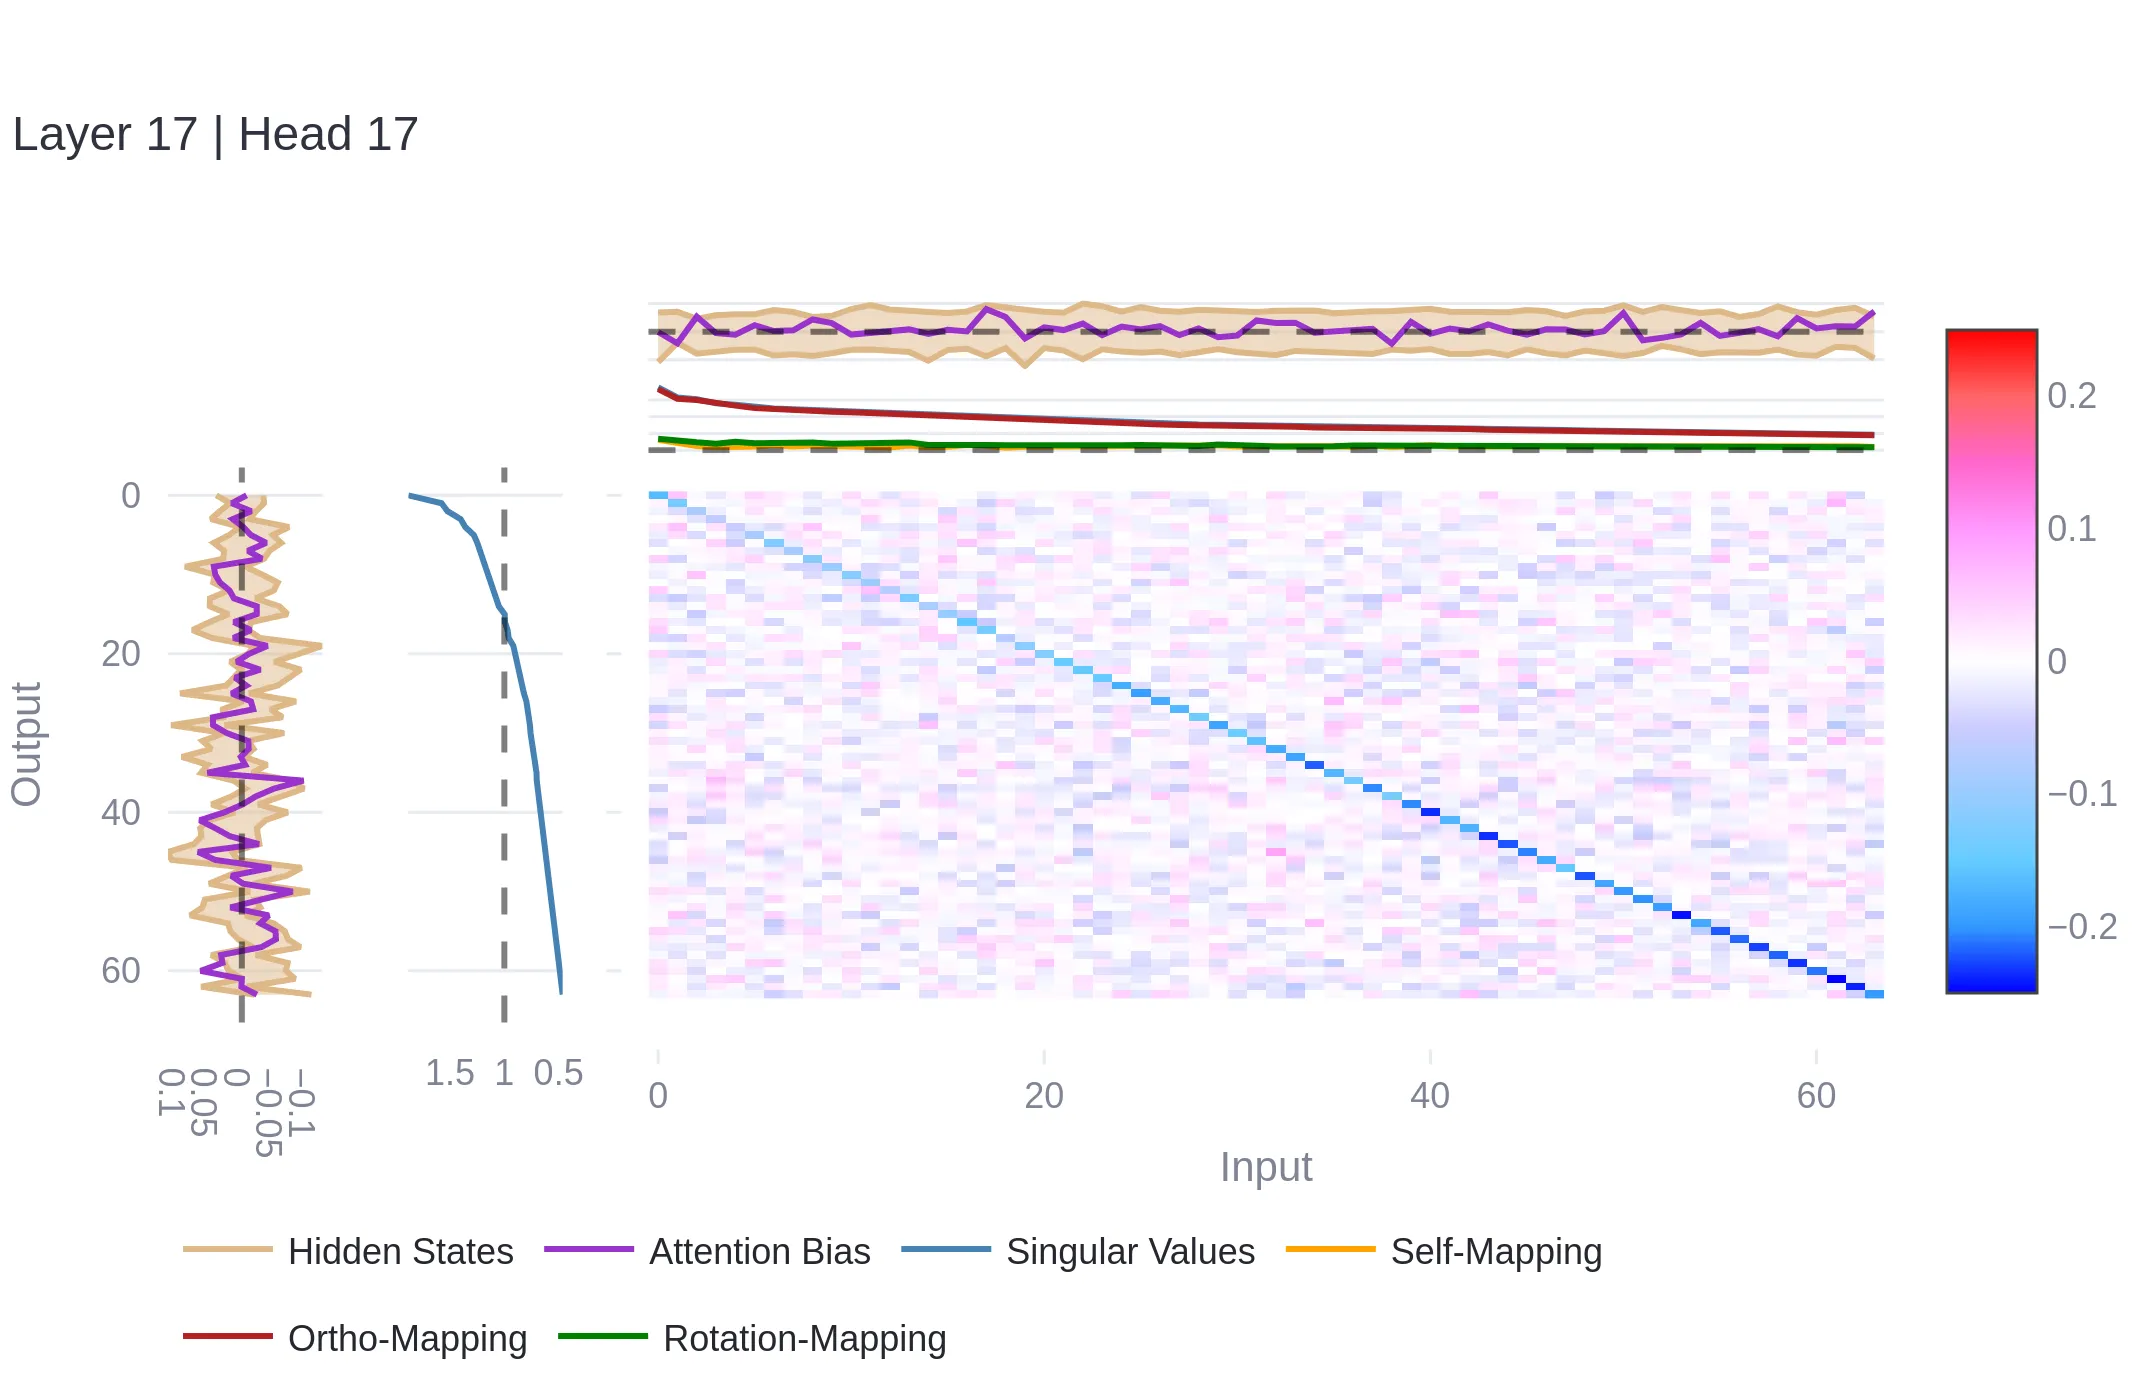 Layer 17 | Head 17
0
20
40
60
Output
0.1
0.05
0
−0.05
−0.1
1.5
1
0.5
0
20
40
60
Input
0.2
0.1
0
−0.1
−0.2
Hidden States
Attention Bias
Singular Values
Self-Mapping
Ortho-Mapping
Rotation-Mapping